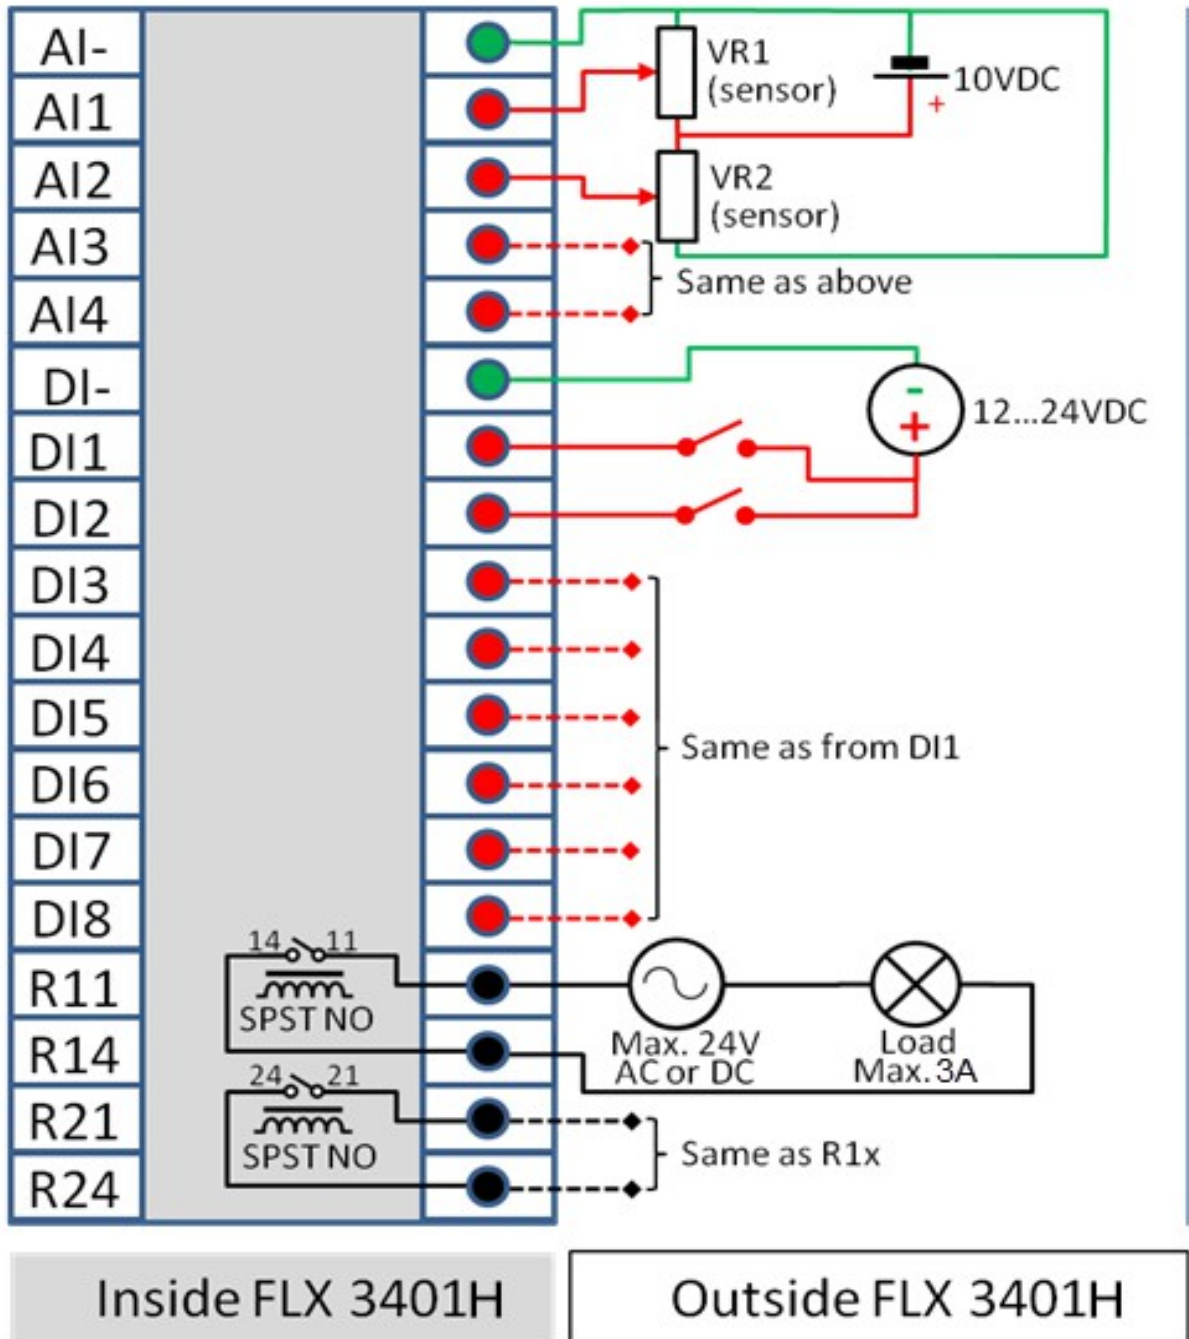 AI-
AI1
AI2
AI3
AI4
DI-
DI1
DI2
DI3
DI4
DI5
DI6
DI7
DI8
R11
R14
R21
R24
14 11
SPST NO
24 21
SPST NO
VR1
(sensor)
10VDC
+
VR2
(sensor)
Same as above
-
+
12...24VDC
Same as from DI1
Max. 24V
AC or DC
Load
Max. 3A
Same as R1x
Inside FLX 3401H
Outside FLX 3401H